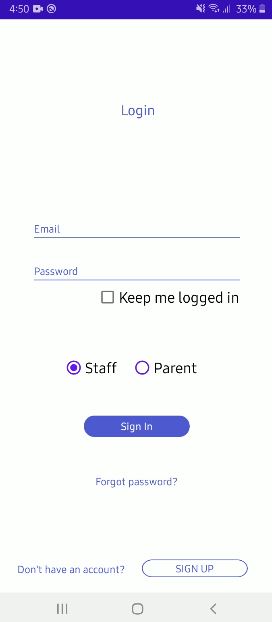 4:50 33%
Login
Email
Password
Keep me logged in
Staff Parent
Sign In
Forgot password?
Don't have an account? SIGN UP